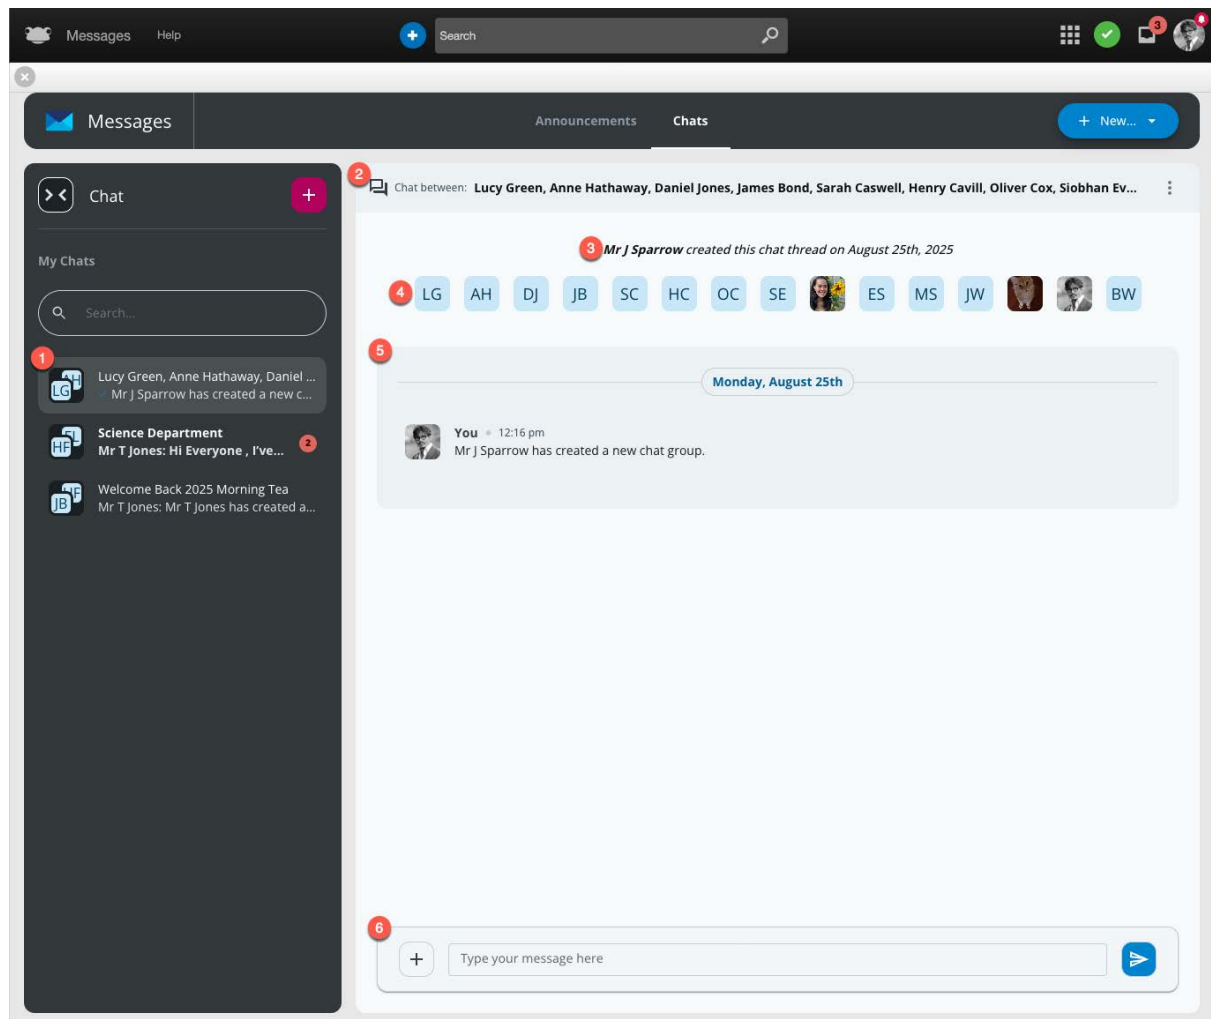 Messages Help + Search 3
Messages Announcements Chats + New...
Chat +
2 Chat between: Lucy Green, Anne Hathaway, Daniel Jones, James Bond, Sarah Caswell, Henry Cavill, Oliver Cox, Siobhan Ev...
My Chats
Search...
1
Lucy Green, Anne Hathaway, Daniel ...
AH LG
Mr J Sparrow has created a new c...
Science Department
HF
Mr T Jones: Hi Everyone , I've...
2
Welcome Back 2025 Morning Tea
JB
Mr T Jones: Mr T Jones has created a...
3 Mr J Sparrow created this chat thread on August 25th, 2025
4 LG AH DJ JB SC HC OC SE ES MS JW BW
5
Monday, August 25th
You 12:16 pm
Mr J Sparrow has created a new chat group.
6
+ Type your message here